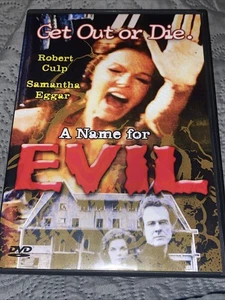 Get Out or Die!
Robert
Culp
Samantha
Eggar
A Name for
EVIL
DVD